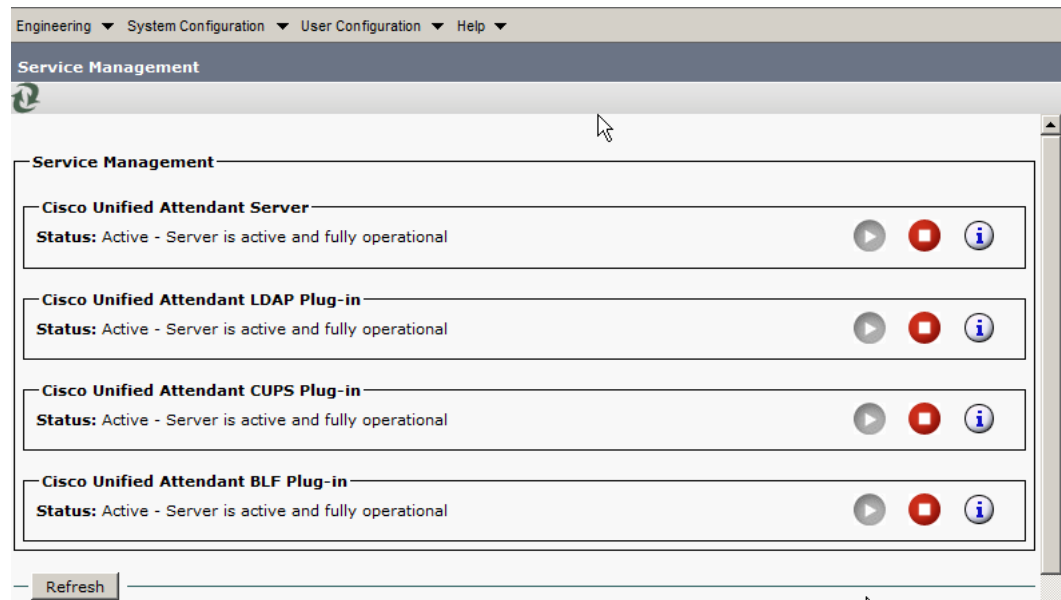 Engineering System Configuration User Configuration Help
Service Management
Service Management
Cisco Unified Attendant Server
Status: Active - Server is active and fully operational
Cisco Unified Attendant LDAP Plug-in
Status: Active - Server is active and fully operational
Cisco Unified Attendant CUPS Plug-in
Status: Active - Server is active and fully operational
Cisco Unified Attendant BLF Plug-in
Status: Active - Server is active and fully operational
Refresh